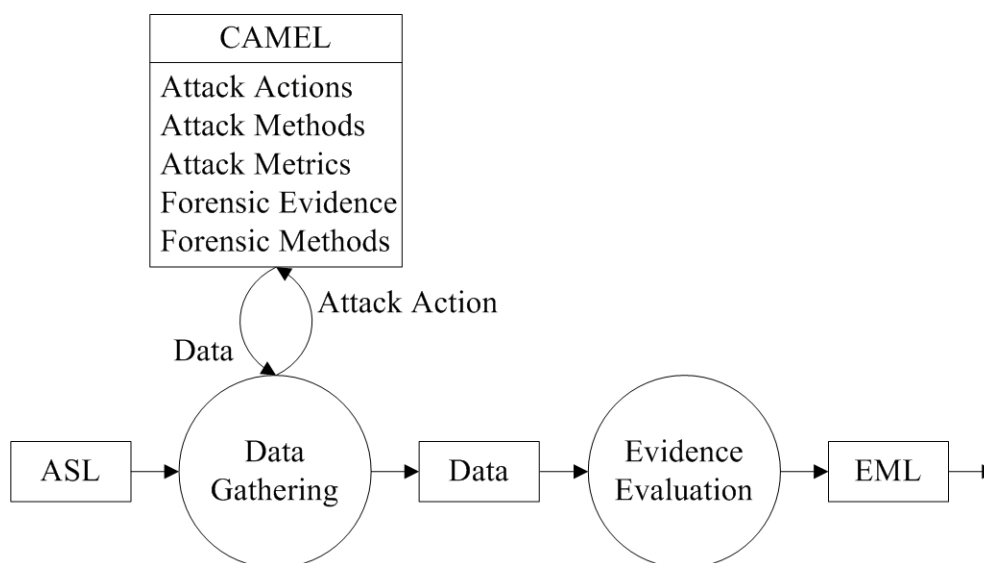 CAMEL
Attack Actions
Attack Methods
Attack Metrics
Forensic Evidence
Forensic Methods
Attack Action
Data
ASL
Data
Gathering
Data
Evidence
Evaluation
EML